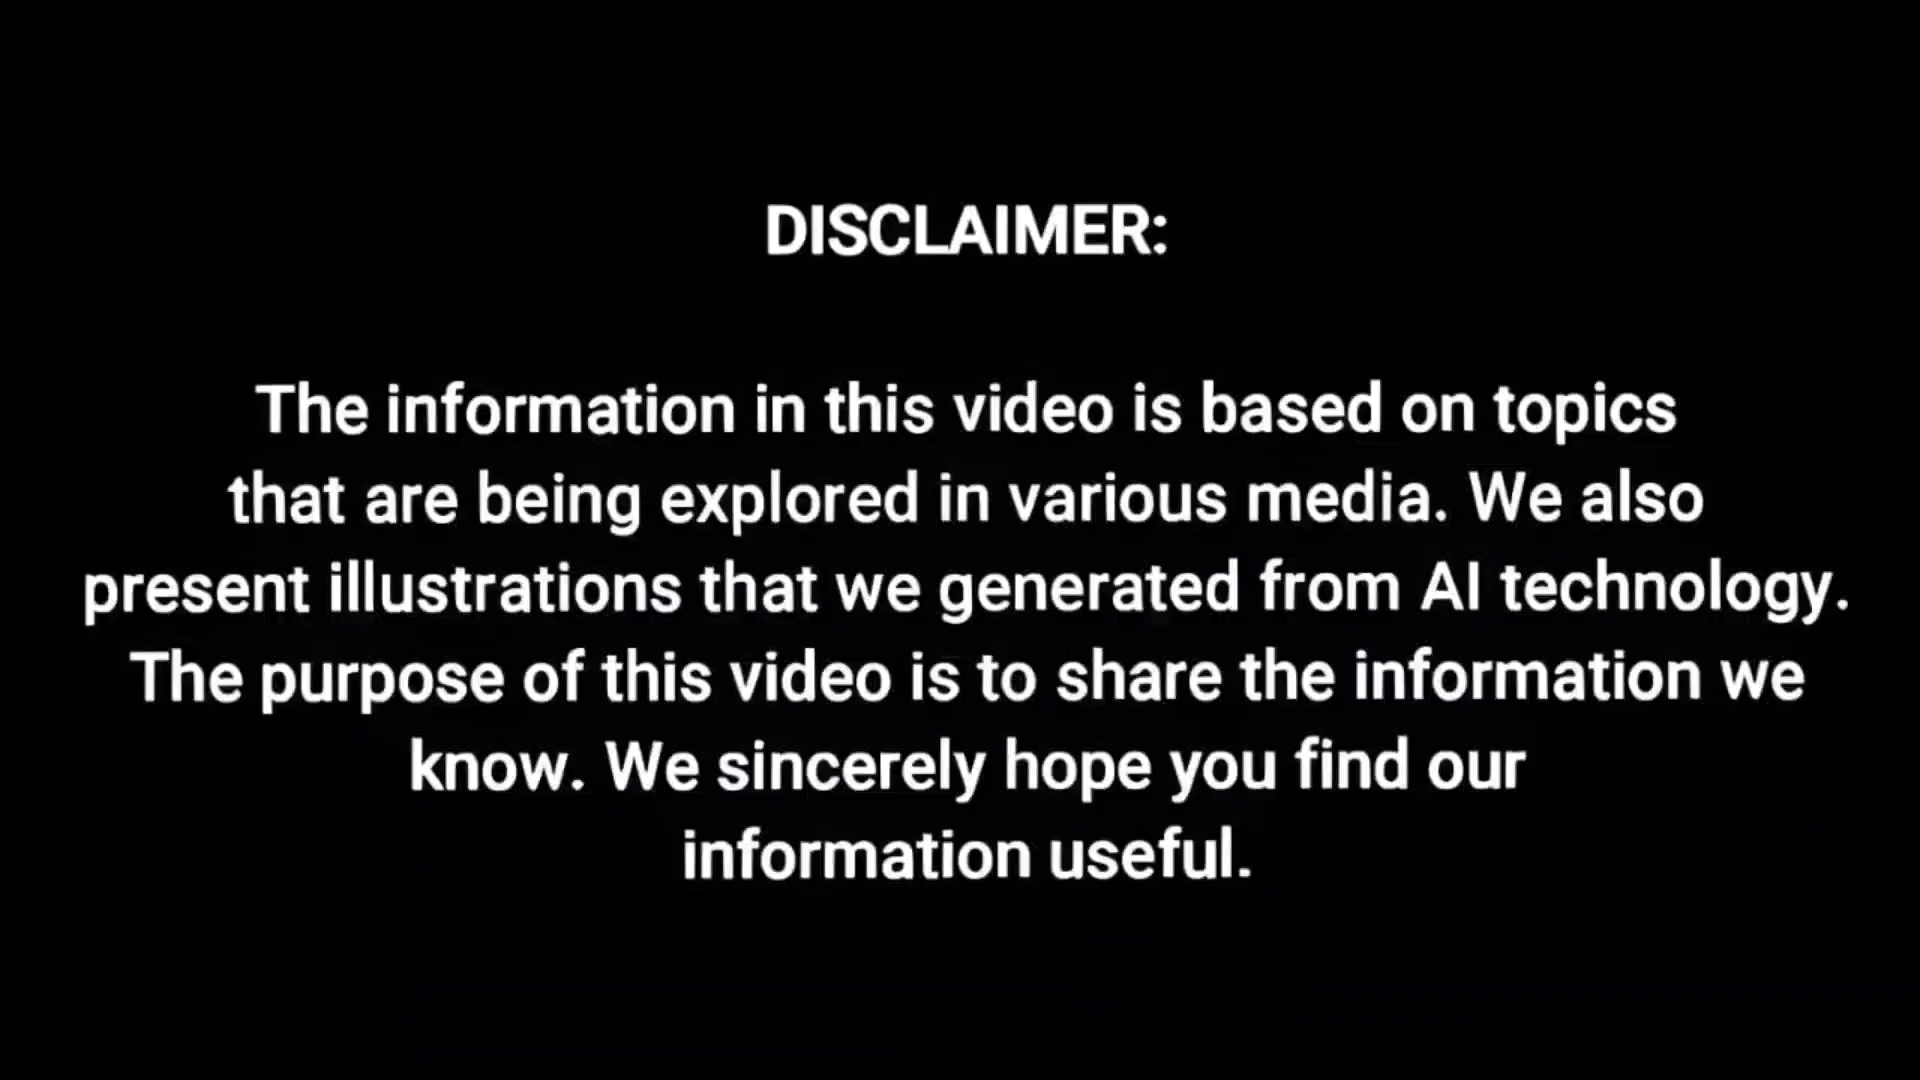 DISCLAIMER:
The information in this video is based on topics
that are being explored in various media. We also
present illustrations that we generated from AI technology.
The purpose of this video is to share the information we
know. We sincerely hope you find our
information useful.